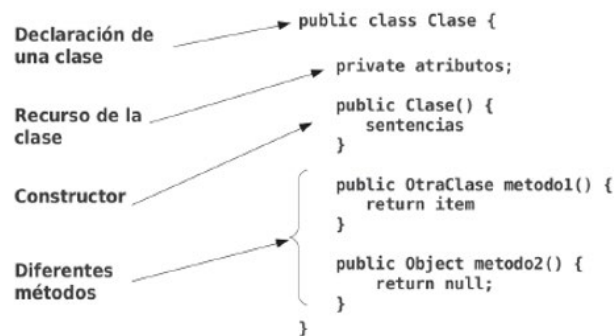 Declaración de
una clase
Recurso de la
clase
Constructor
Diferentes
métodos
public class Clase {
private atributos;
public Clase() {
sentencias
}
public OtraClase metodo1() {
return item
}
public Object metodo2() {
return null;
}
}